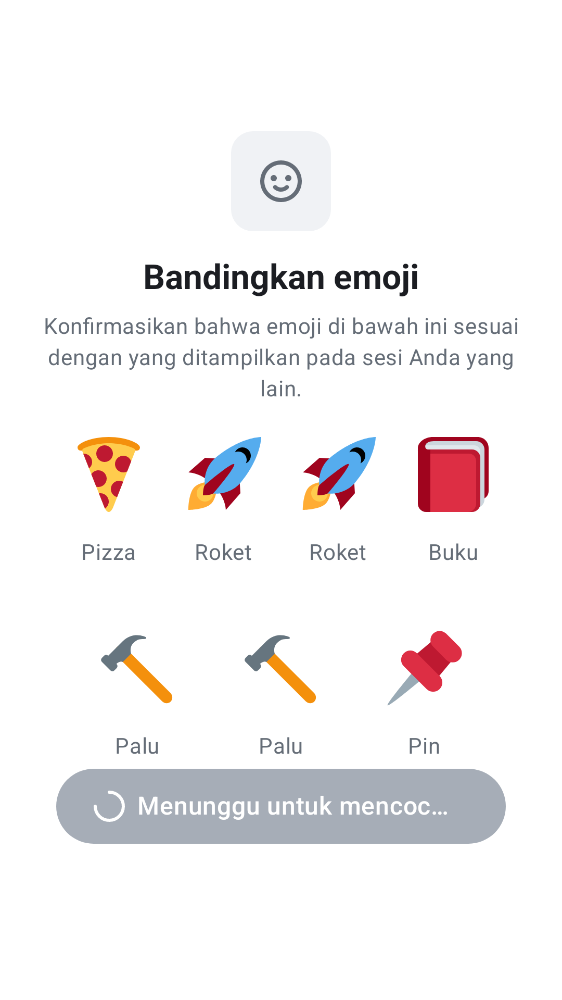 Bandingkan emoji
Konfirmasikan bahwa emoji di bawah ini sesuai
dengan yang ditampilkan pada sesi Anda yang
lain.
Pizza Roket Roket Buku
Palu Palu Pin
Menunggu untuk mencoc…